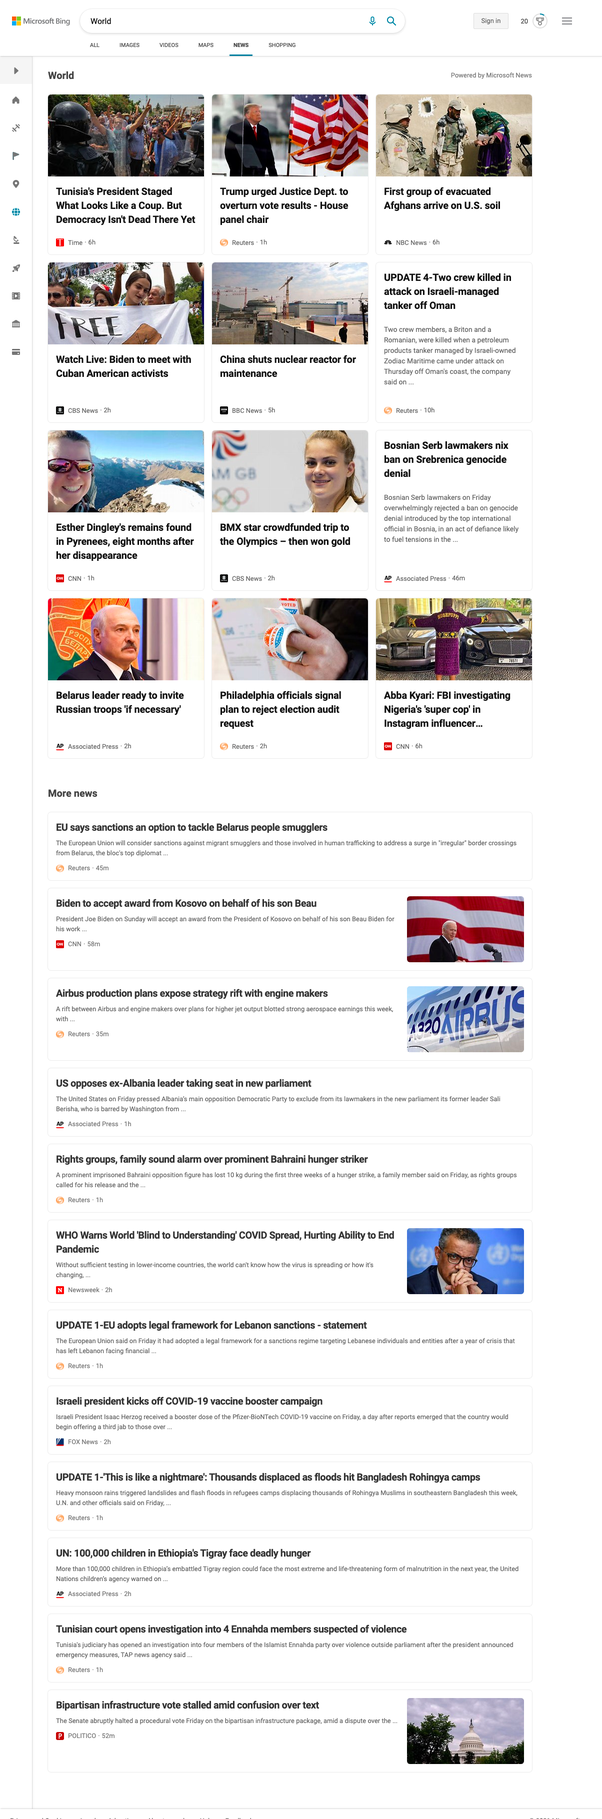 Microsoft Bing
World
Sign in
20
ALL IMAGES VIDEOS MAPS NEWS SHOPPING
World
Powered by Microsoft News
Tunisia's President Staged
What Looks Like a Coup. But
Democracy Isn't Dead There Yet
Time · 6h
Trump urged Justice Dept. to
overturn vote results - House
panel chair
Reuters · 1h
First group of evacuated
Afghans arrive on U.S. soil
NBC News · 6h
FREE
Watch Live: Biden to meet with
Cuban American activists
CBS News · 2h
China shuts nuclear reactor for
maintenance
BBC News · 5h
UPDATE 4-Two crew killed in
attack on Israeli-managed
tanker off Oman
Two crew members, a Briton and a
Romanian, were killed when a petroleum
products tanker managed by Israeli-owned
Zodiac Maritime came under attack on
Thursday off Oman's coast, the company
said on ...
Reuters · 10h
Esther Dingley's remains found
in Pyrenees, eight months after
her disappearance
CNN · 1h
AM GB
BMX star crowdfunded trip to
the Olympics – then won gold
CBS News · 2h
Bosnian Serb lawmakers nix
ban on Srebrenica genocide
denial
Bosnian Serb lawmakers on Friday
overwhelmingly rejected a ban on genocide
denial introduced by the top international
official in Bosnia, in an act of defiance likely
to fuel tensions in the ...
Associated Press · 46m
Belarus leader ready to invite
Russian troops 'if necessary'
Associated Press · 2h
Philadelphia officials signal
plan to reject election audit
request
Reuters · 2h
Abba Kyari: FBI investigating
Nigeria's 'super cop' in
Instagram influencer...
CNN · 6h
More news
EU says sanctions an option to tackle Belarus people smugglers
The European Union will consider sanctions against migrant smugglers and those involved in human trafficking to address a surge in "irregular" border crossings
from Belarus, the bloc's top diplomat ...
Reuters · 45m
Biden to accept award from Kosovo on behalf of his son Beau
President Joe Biden on Sunday will accept an award from the President of Kosovo on behalf of his son Beau Biden for
his work ...
CNN · 58m
Airbus production plans expose strategy rift with engine makers
A rift between Airbus and engine makers over plans for higher jet output blotted strong aerospace earnings this week,
with ...
Reuters · 35m
A320 AIRBUS
US opposes ex-Albania leader taking seat in new parliament
The United States on Friday pressed Albania's main opposition Democratic Party to exclude from its lawmakers in the new parliament its former leader Sali
Berisha, who is barred by Washington from ...
Associated Press · 1h
Rights groups, family sound alarm over prominent Bahraini hunger striker
A prominent imprisoned Bahraini opposition figure has lost 10 kg during the first three weeks of a hunger strike, a family member said on Friday, as rights groups
called for his release and the ...
Reuters · 1h
WHO Warns World 'Blind to Understanding' COVID Spread, Hurting Ability to End
Pandemic
Without sufficient testing in lower-income countries, the world can't know how the virus is spreading or how it's
changing, ...
Newsweek · 2h
UPDATE 1-EU adopts legal framework for Lebanon sanctions - statement
The European Union said on Friday it had adopted a legal framework for a sanctions regime targeting Lebanese individuals and entities after a year of crisis that
has left Lebanon facing financial ...
Reuters · 1h
Israeli president kicks off COVID-19 vaccine booster campaign
Israeli President Isaac Herzog received a booster dose of the Pfizer-BioNTech COVID-19 vaccine on Friday, a day after reports emerged that the country would
begin offering a third jab to those over ...
FOX News · 2h
UPDATE 1-'This is like a nightmare': Thousands displaced as floods hit Bangladesh Rohingya camps
Heavy monsoon rains triggered landslides and flash floods in refugees camps displacing thousands of Rohingya Muslims in southeastern Bangladesh this week,
U.N. and other officials said on Friday, ...
Reuters · 1h
UN: 100,000 children in Ethiopia's Tigray face deadly hunger
More than 100,000 children in Ethiopia's embattled Tigray region could face the most extreme and life-threatening form of malnutrition in the next year, the United
Nations children's agency warned on ...
Associated Press · 2h
Tunisian court opens investigation into 4 Ennahda members suspected of violence
Tunisia's judiciary has opened an investigation into four members of the Islamist Ennahda party over violence outside parliament after the president announced
emergency measures, TAP news agency said ...
Reuters · 1h
Bipartisan infrastructure vote stalled amid confusion over text
The Senate abruptly halted a procedural vote Friday on the bipartisan infrastructure package, amid a dispute over the ...
POLITICO · 52m